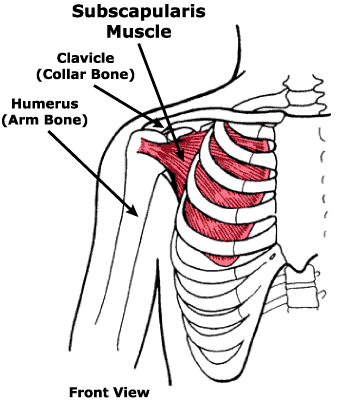 Subscapularis
Muscle
Clavicle
(Collar Bone)
Humerus
(Arm Bone)
Front View